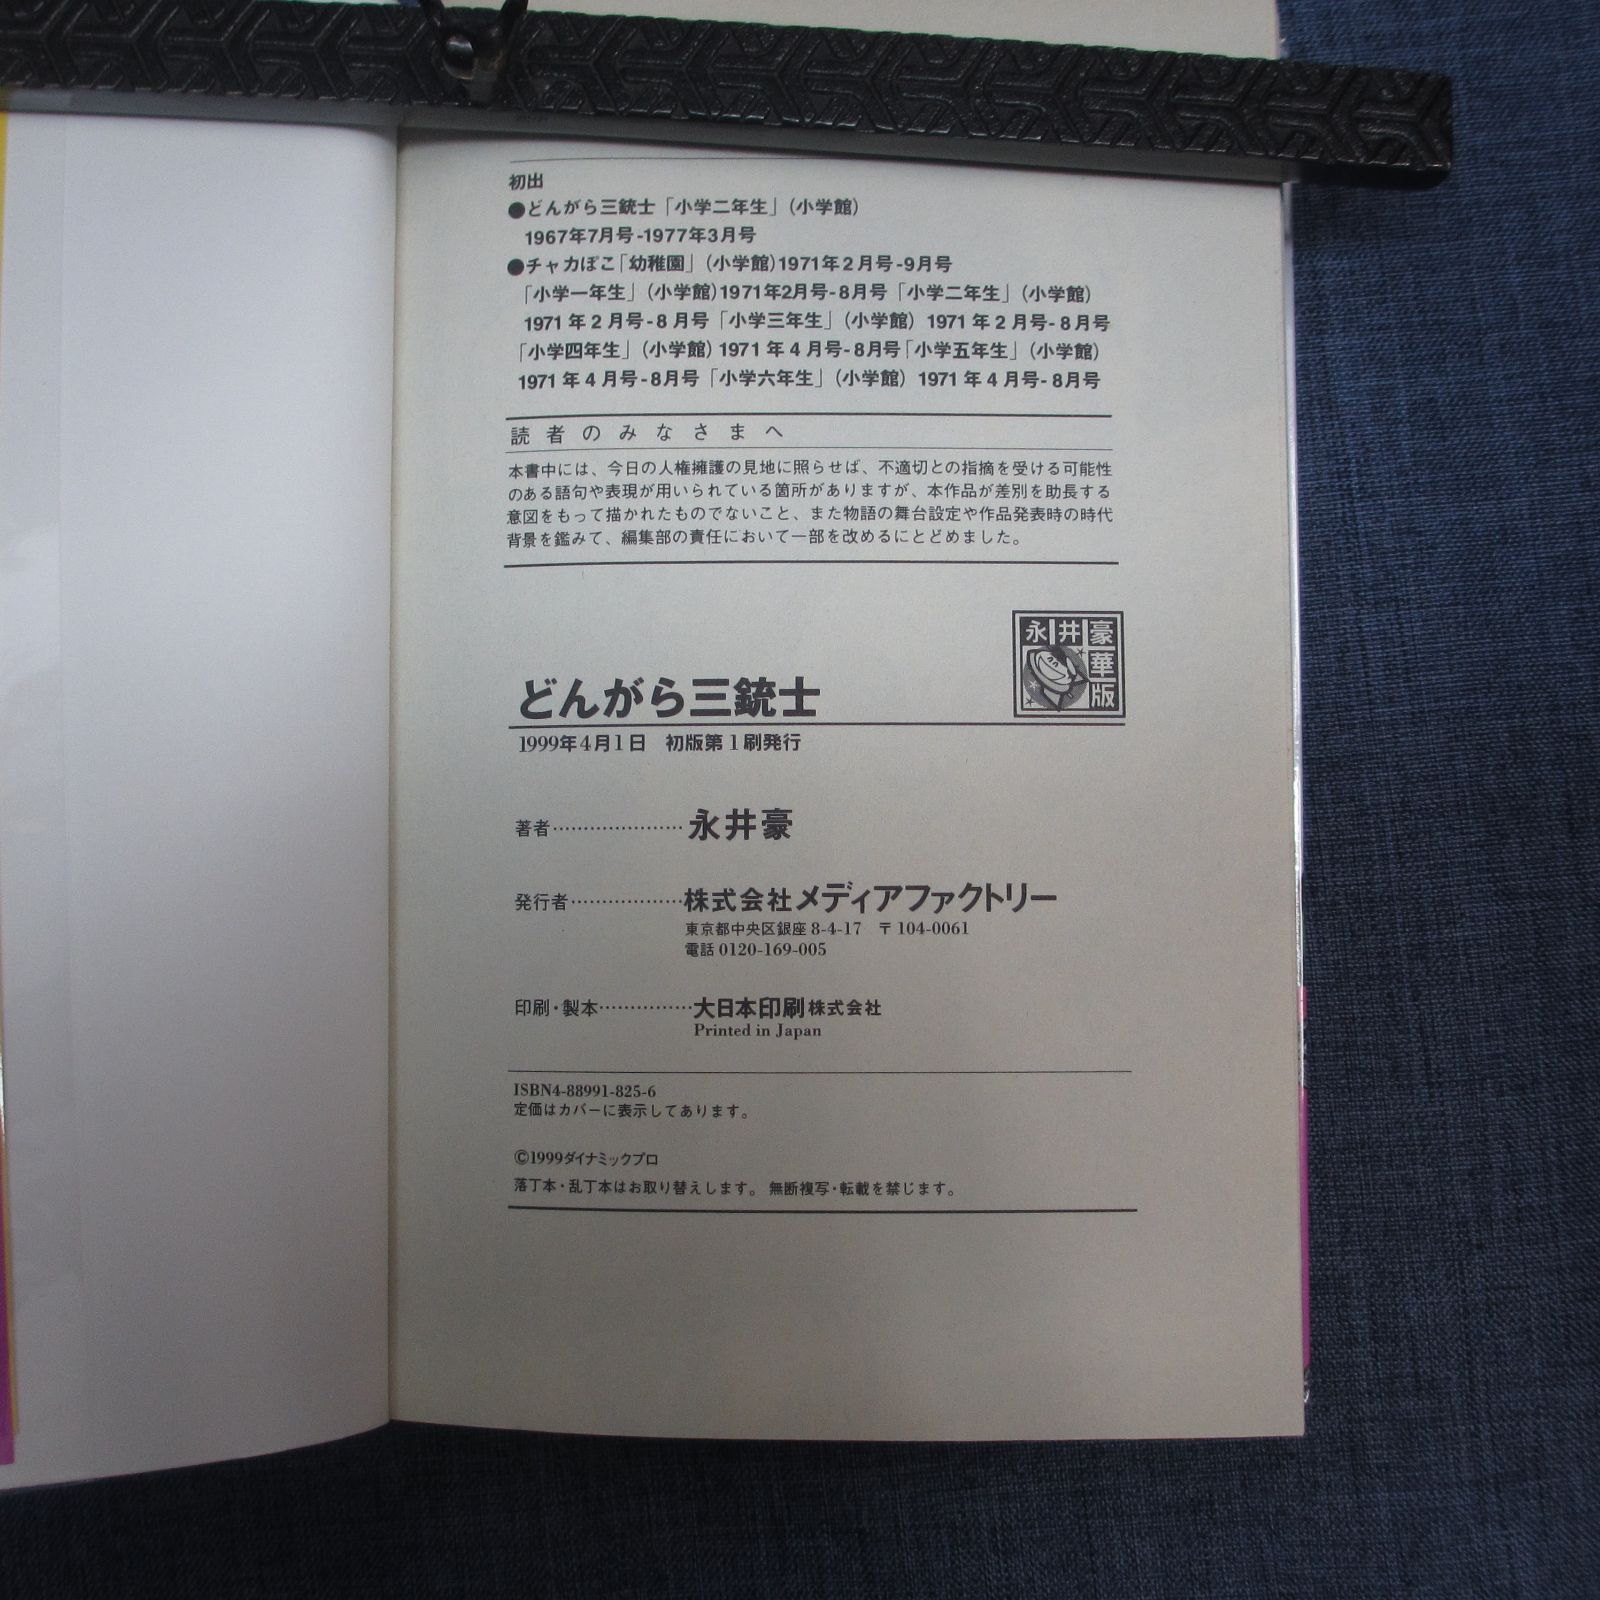 初出
●どんがら三銃士「小学二年生」(小学館)
1967年7月号-1977年3月号
●チャカぽこ「幼稚園」(小学館)1971年2月号-9月号
「小学一年生」(小学館)1971年2月号-8月号「小学二年生」(小学館)
1971年2月号-8月号「小学三年生」(小学館) 1971年2月号-8月号
「小学四年生」(小学館)1971年4月号-8月号「小学五年生」(小学館)
1971年4月号-8月号「小学六年生」(小学館) 1971年4月号-8月号
読者のみなさまへ
本書中には、今日の人権擁護の見地に照らせば、不適切との指摘を受ける可能性
のある語句や表現が用いられている箇所がありますが、本作品が差別を助長する
意図をもって描かれたものでないこと、また物語の舞台設定や作品発表時の時代
背景を鑑みて、編集部の責任において一部を改めるにとどめました。
永井豪
華
版
どんがら三銃士
1999年4月1日 初版第1刷発行
著者……………………永井豪
発行者………………株式会社メディアファクトリー
東京都中央区銀座8-4-17 〒104-0061
電話0120-169-005
印刷・製本……………大日本印刷株式会社
Printed in Japan
ISBN4-88991-825-6
定価はカバーに表示してあります。
©1999ダイナミックプロ
落丁本・乱丁本はお取り替えします。無断複写・転載を禁じます。